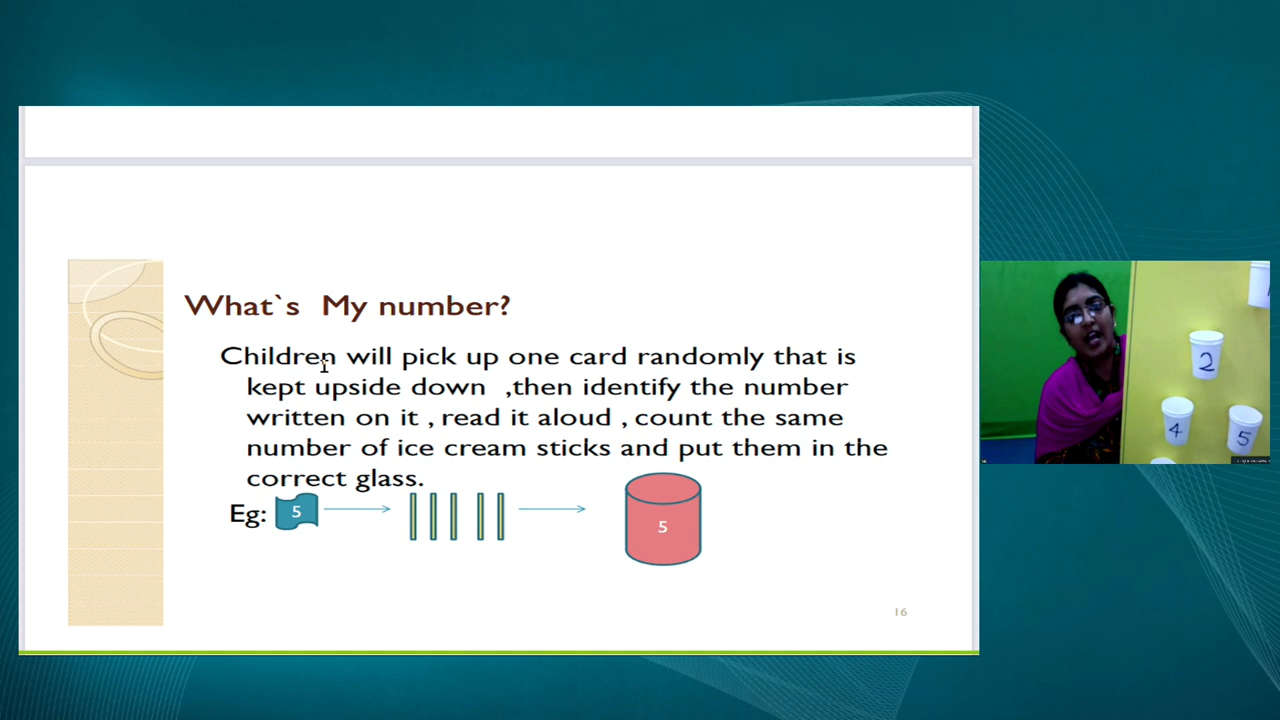 What`s My number?
Children will pick up one card randomly that is
kept upside down ,then identify the number
written on it , read it aloud , count the same
number of ice cream sticks and put them in the
correct glass.
Eg: 5
5
16
2
4
5